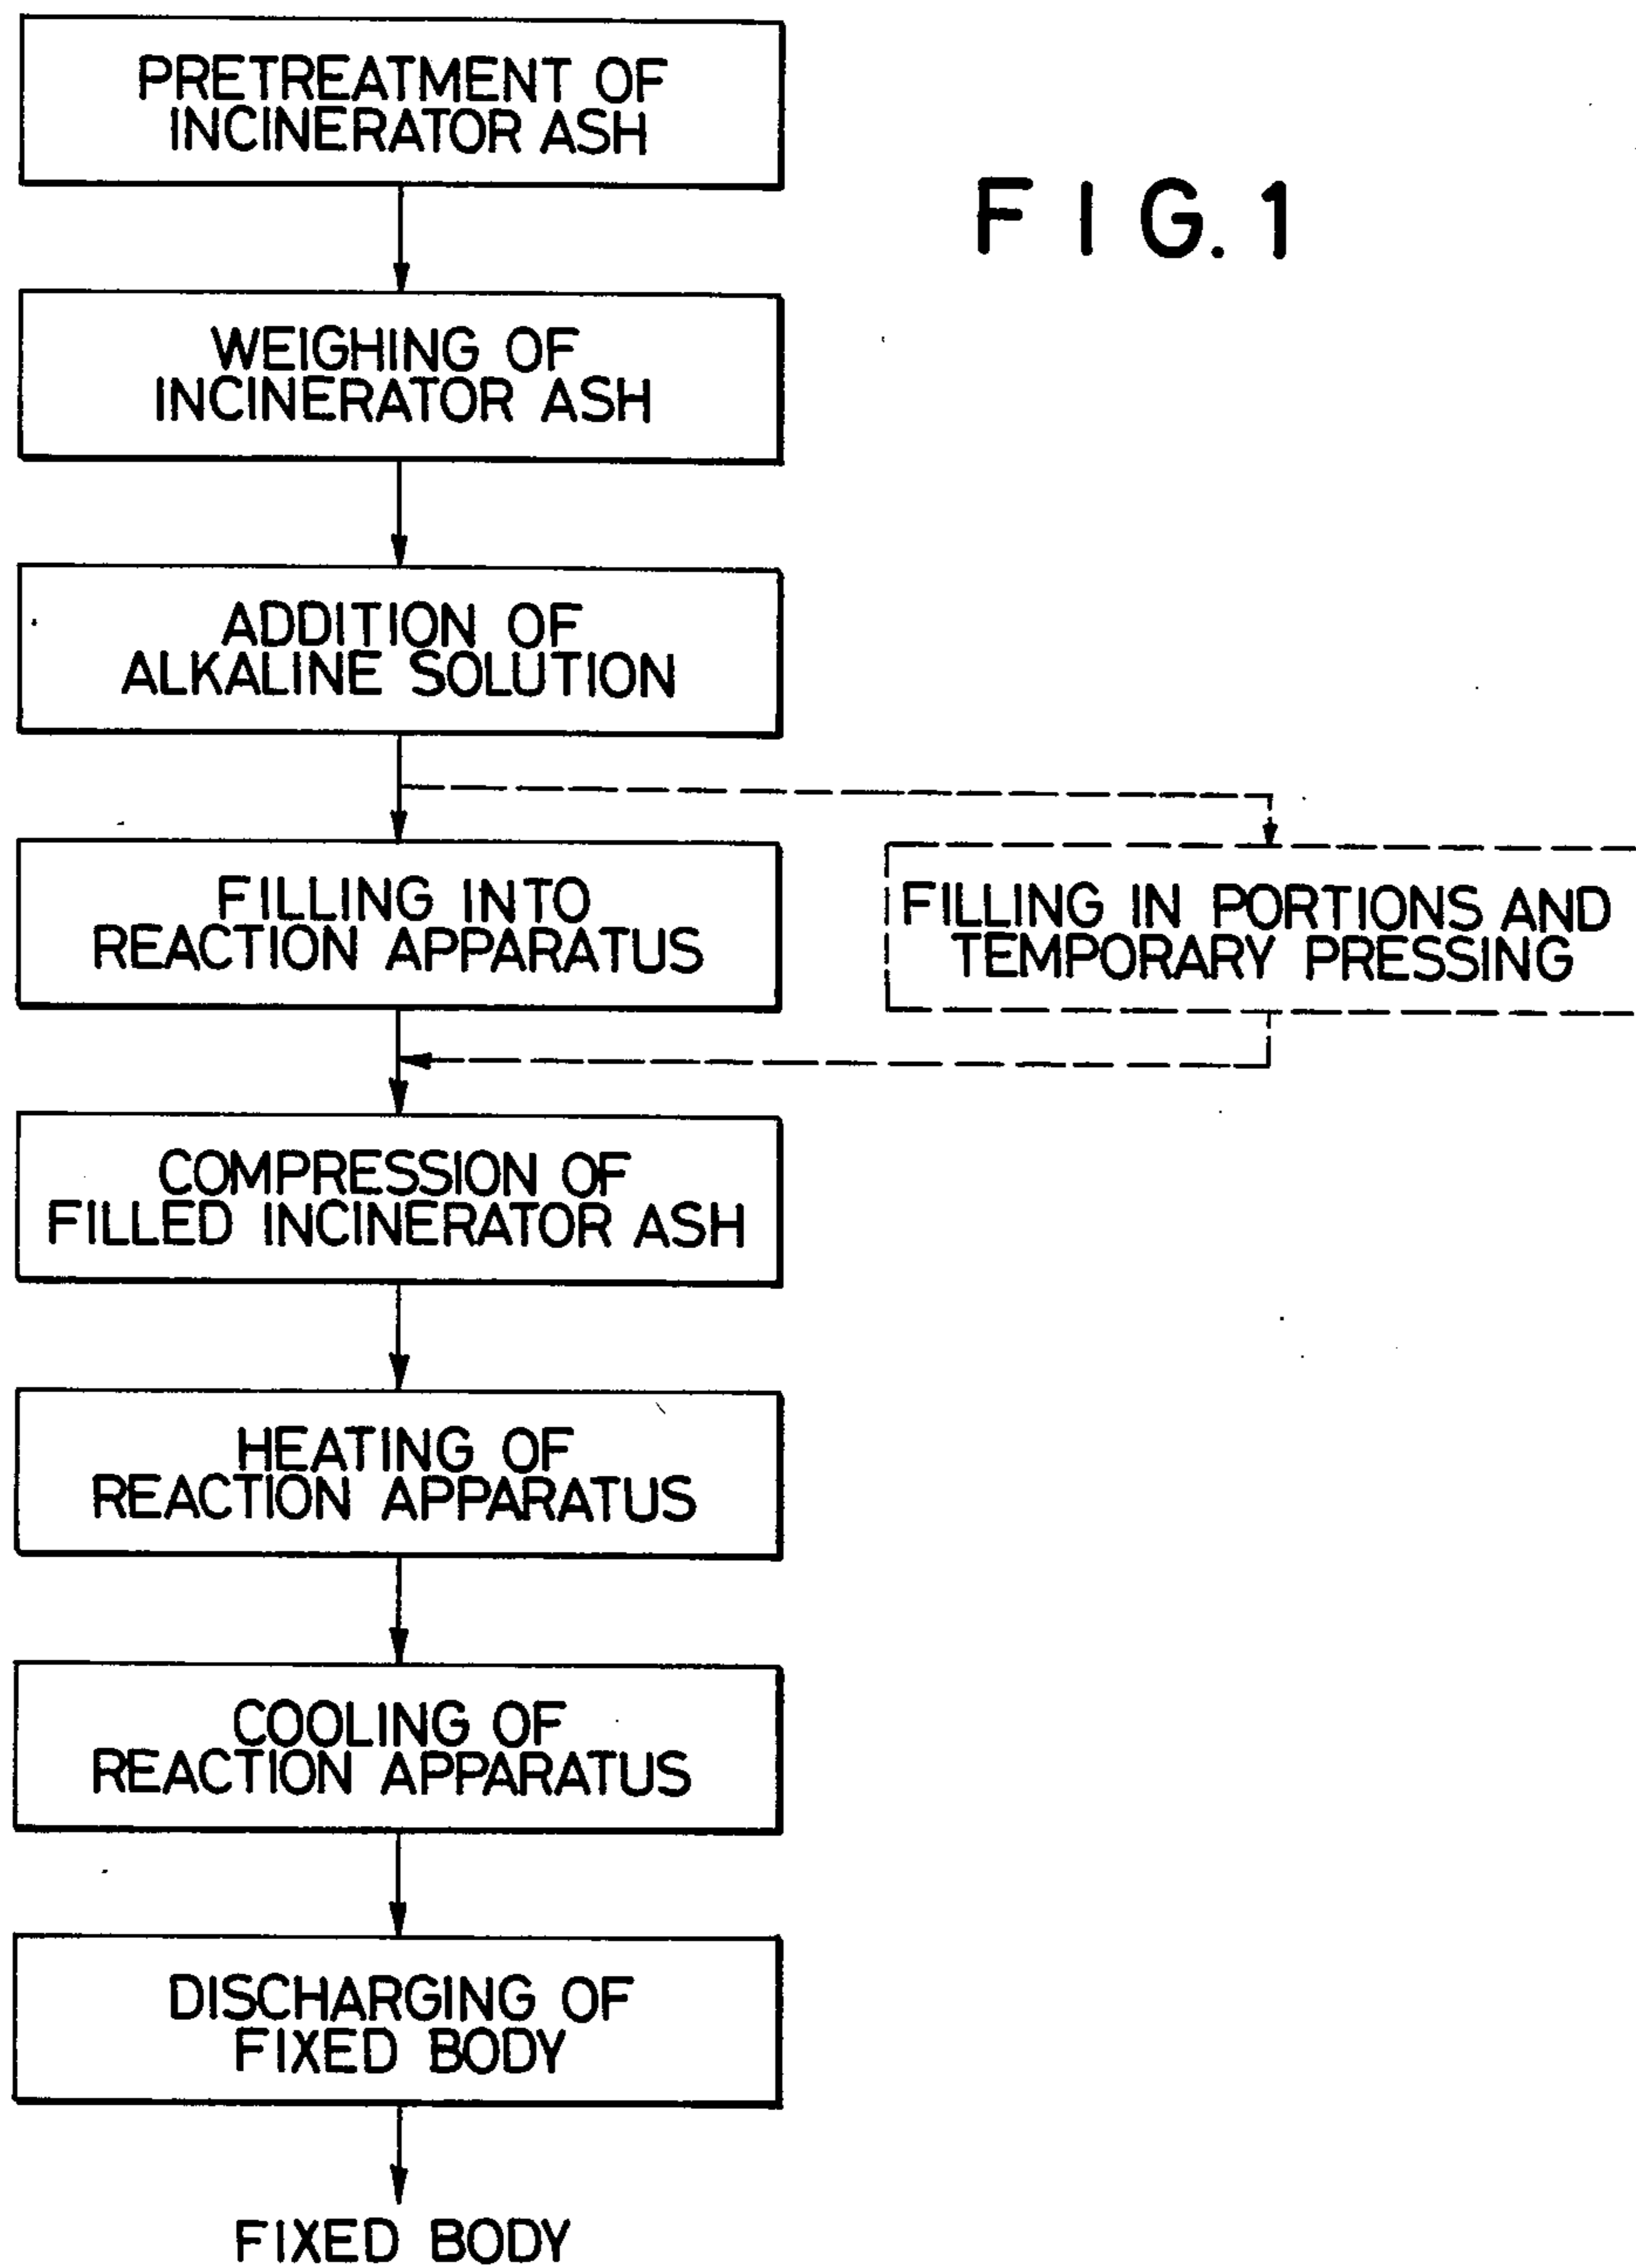 PRETREATMENT OF
INCINERATOR ASH
FIG. 1
WEIGHING OF
INCINERATOR ASH
ADDITION OF
ALKALINE SOLUTION
FILLING INTO
REACTION APPARATUS
FILLING IN PORTIONS AND
TEMPORARY PRESSING
COMPRESSION OF
FILLED INCINERATOR ASH
HEATING OF
REACTION APPARATUS
COOLING OF
REACTION APPARATUS
DISCHARGING OF
FIXED BODY
FIXED BODY